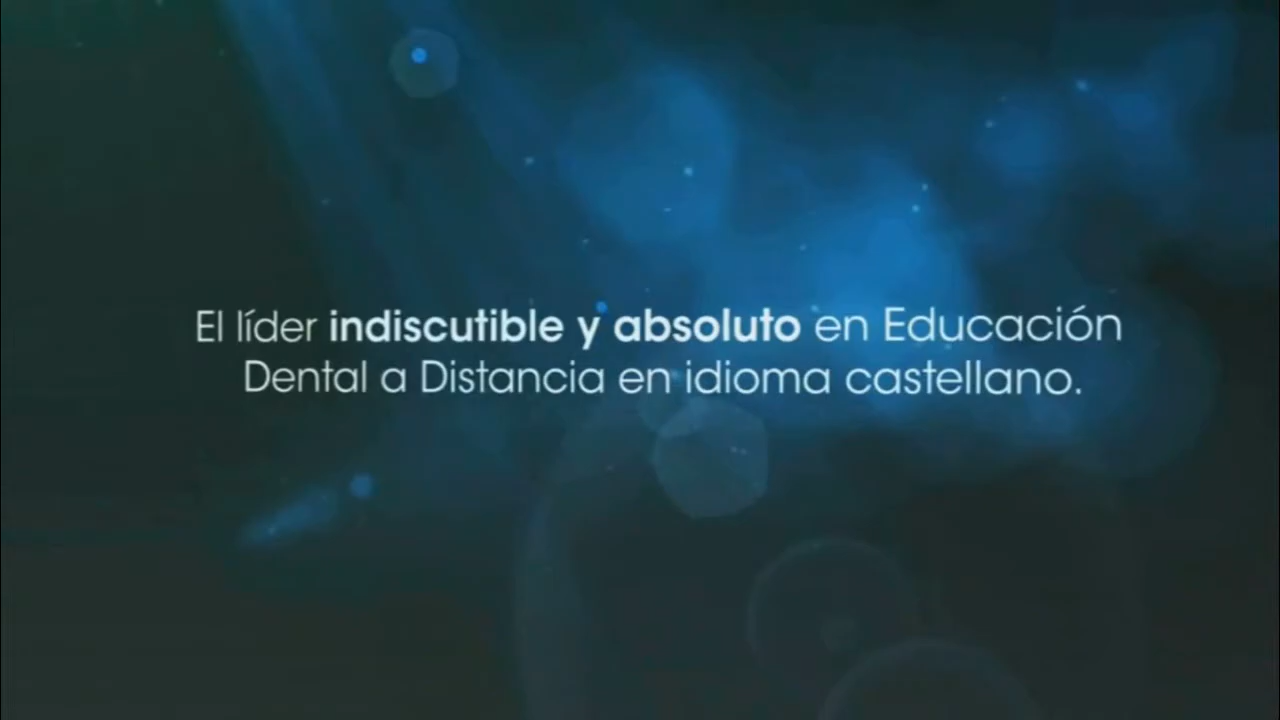 El líder indiscutible y absoluto en Educación
Dental a Distancia en idioma castellano.